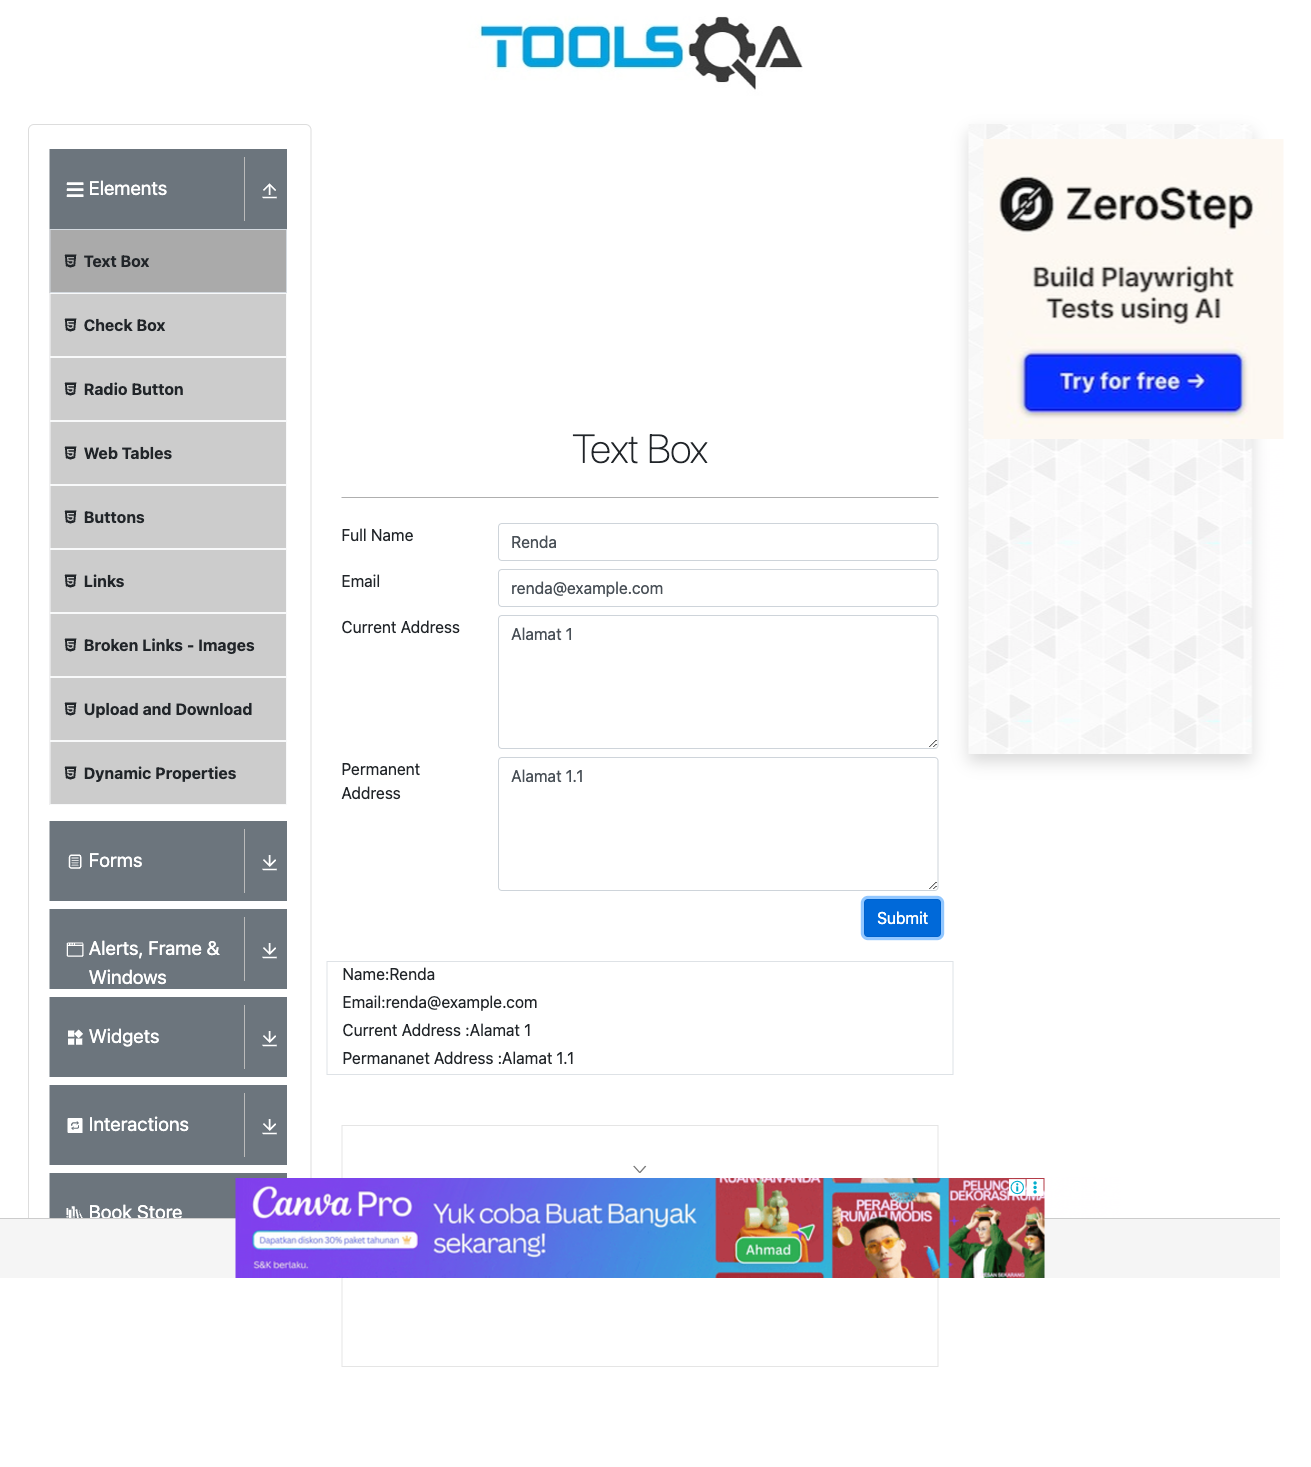 TOOLSQA
Elements
Text Box
Check Box
Radio Button
Web Tables
Buttons
Links
Broken Links - Images
Upload and Download
Dynamic Properties
Forms
Alerts, Frame &
Windows
Widgets
Interactions
Book Store
Text Box
Full Name
Renda
Email
renda@example.com
Current Address
Alamat 1
Permanent
Address
Alamat 1.1
Submit
Name:Renda
Email:renda@example.com
Current Address :Alamat 1
Permananet Address :Alamat 1.1
ZeroStep
Build Playwright
Tests using AI
Try for free →
Canva Pro
Dapatkan diskon 30% paket tahunan
S&K berlaku.
Yuk coba Buat Banyak
sekarang!
RUANGAN ANDA
Ahmad
PERABOT
RUMAH MODIS
DEKORASI